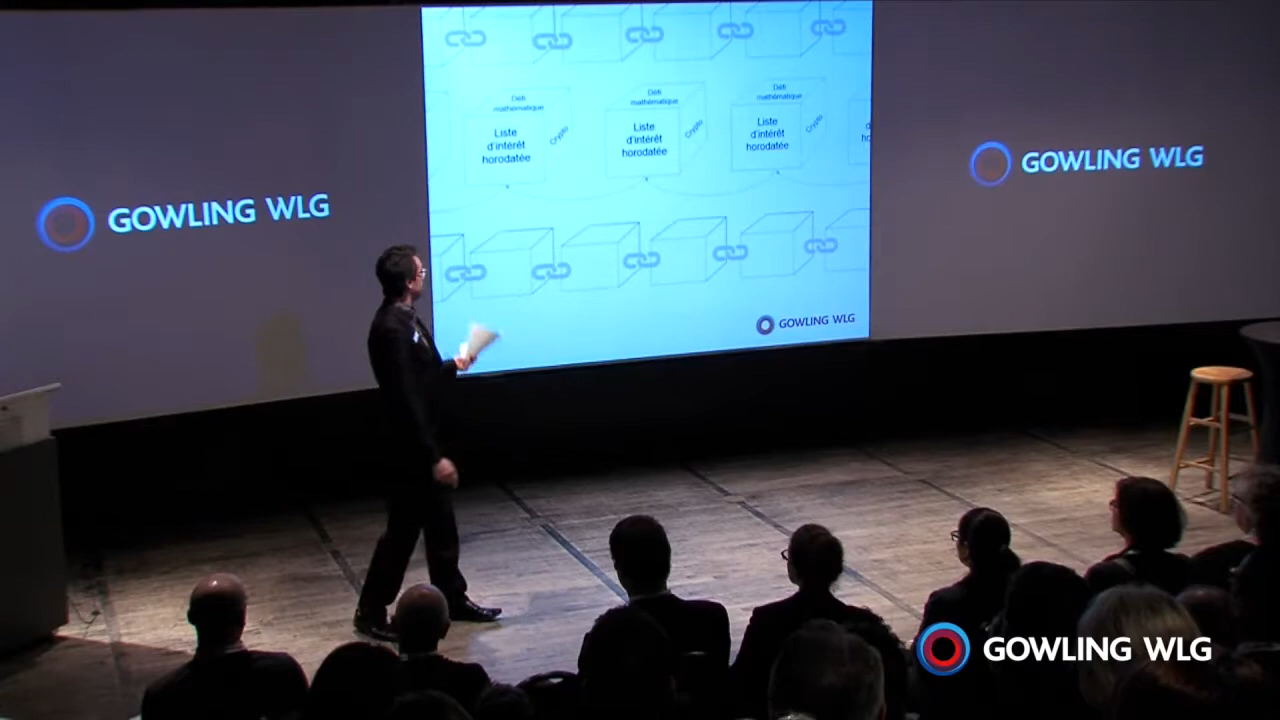 GOWLING WLG
Défi
mathématique
Liste
d'intérêt
horodatée
Crypto
Défi
mathématique
Liste
d'intérêt
horodatée
Crypto
Défi
mathématique
Liste
d'intérêt
horodatée
Crypto
GOWLING WLG
GOWLING WLG
GOWLING WLG